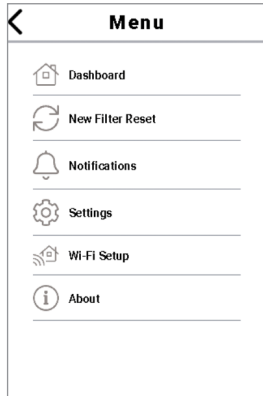 Menu
Dashboard
New Filter Reset
Notifications
Settings
Wi-Fi Setup
About